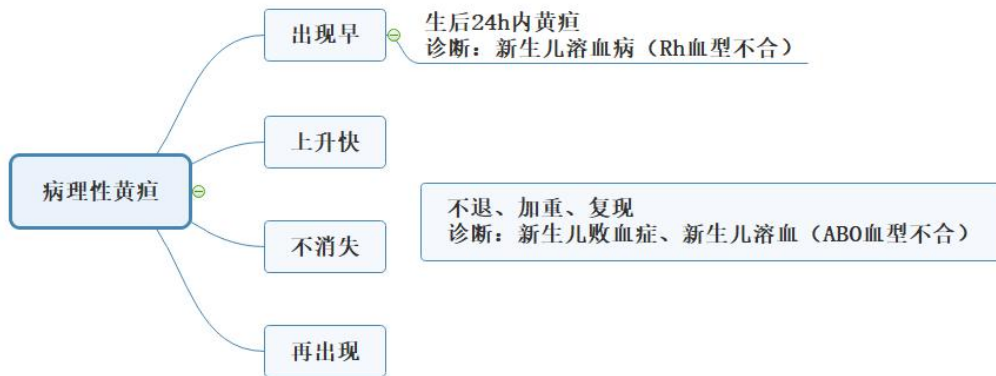 出现早
生后24h内黄疸
诊断：新生儿溶血病（Rh血型不合）
上升快
病理性黄疸
不退、加重、复现
诊断：新生儿败血症、新生儿溶血（ABO血型不合）
不消失
再出现